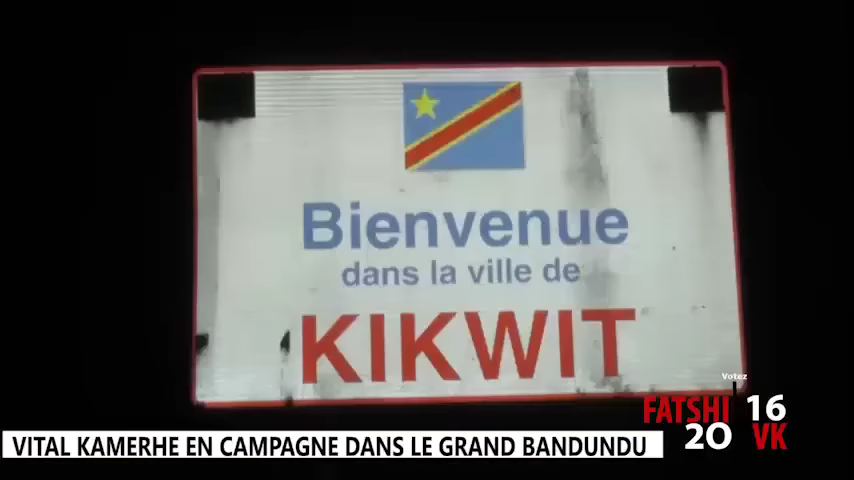 Bienvenue
dans la ville de
KIKWIT
Votez
FATSHI 16
20 VK
VITAL KAMERHE EN CAMPAGNE DANS LE GRAND BANDUNDU